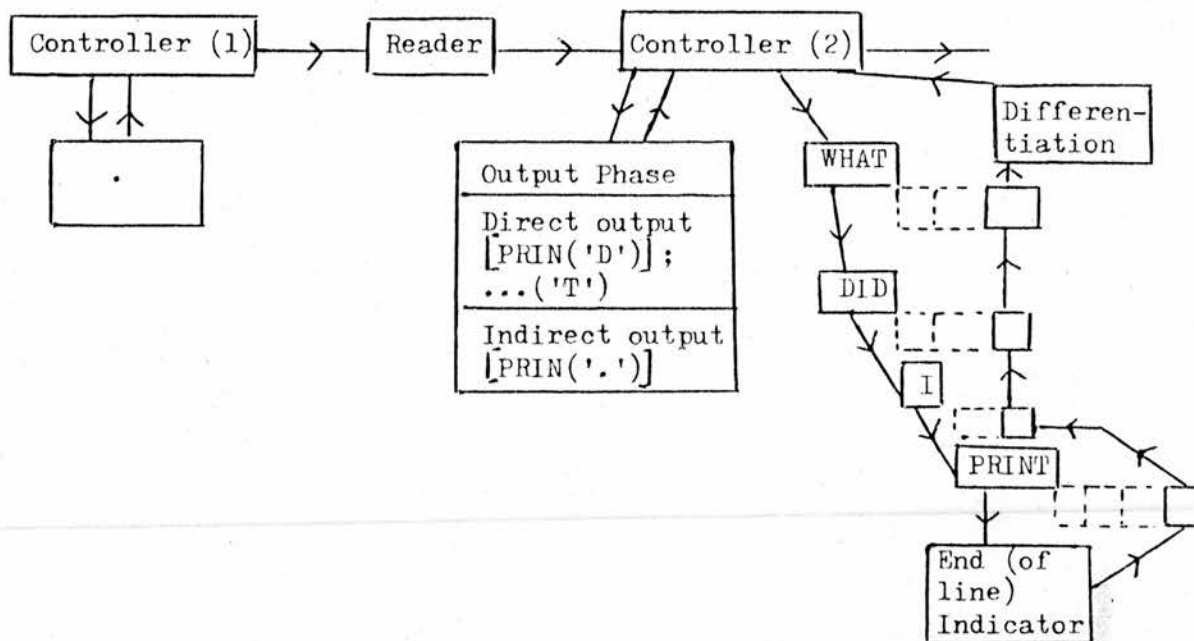 Controller (1)
Reader
Controller (2)
Differen-
tiation
.
Output Phase
Direct output
[PRIN('D')];
...('T')
Indirect output
[PRIN('.')]
WHAT
DID
I
PRINT
End (of
line)
Indicator